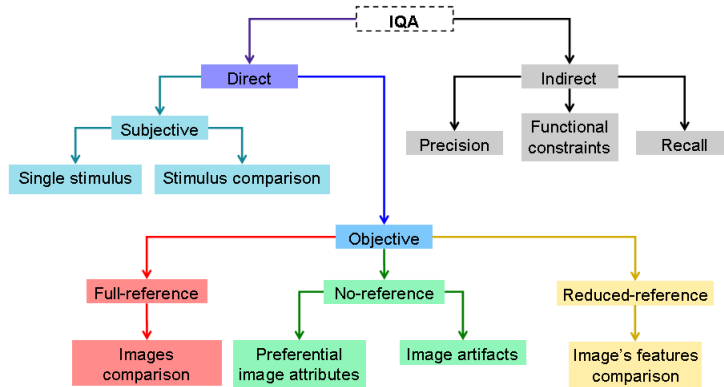 IQA
Direct
Indirect
Subjective
Precision
Functional
constraints
Recall
Single stimulus
Stimulus comparison
Objective
Full-reference
No-reference
Reduced-reference
Images
comparison
Preferential
image attributes
Image artifacts
Image's features
comparison